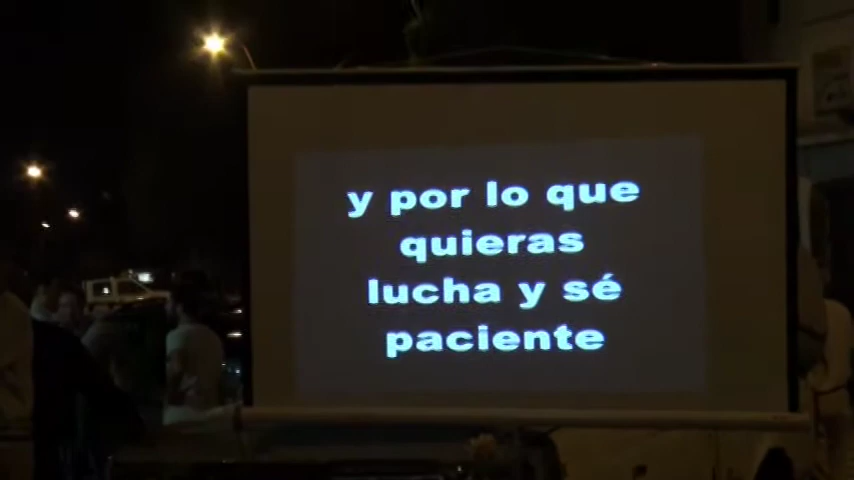 y por lo que
quieras
lucha y sé
paciente